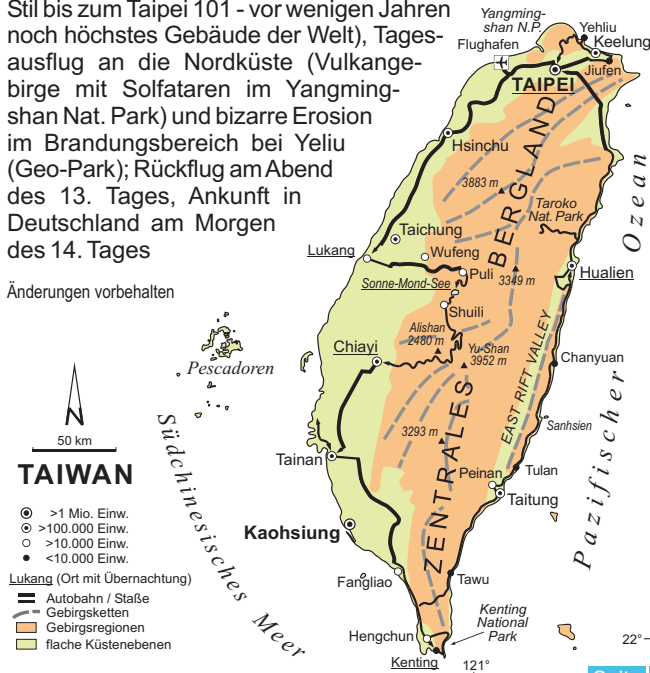 Stil bis zum Taipei 101 - vor wenigen Jahren
noch höchstes Gebäude der Welt), Tages-
ausflug an die Nordküste (Vulkange-
birge mit Solfataren im Yangming-
shan Nat. Park) und bizarre Erosion
im Brandungsbereich bei Yeliu
(Geo-Park); Rückflug am Abend
des 13. Tages, Ankunft in
Deutschland am Morgen
des 14. Tages
Änderungen vorbehalten
Yangming-
shan N.P.
Yehliu
Flughafen
Keelung
Jiufen
TAIPEI
Hsinchu
3883 m
BERGLAND
Taroko
Nat. Park
Ozean
Taichung
Lukang
Wufeng
Puli
3349 m
Hualien
Sonne-Mond-See
Shuili
Alishan
2480 m
Yu-Shan
3952 m
Chiayi
Pescadoren
EAST RIFT VALLEY
Chanyuan
Pazifischer
50 km
TAIWAN
Südchinesisches Meer
3293 m
ZENTRALES
Sanhsien
Tainan
Peinan
Tulan
Taitung
>1 Mio. Einw.
>100.000 Einw.
>10.000 Einw.
<10.000 Einw.
Lukang (Ort mit Übernachtung)
Autobahn / Staße
Gebirgsketten
Gebirgsregionen
flache Küstenebenen
Kaohsiung
Fangliao
Tawu
Kenting
National
Park
Hengchun
Kenting
121°
22°